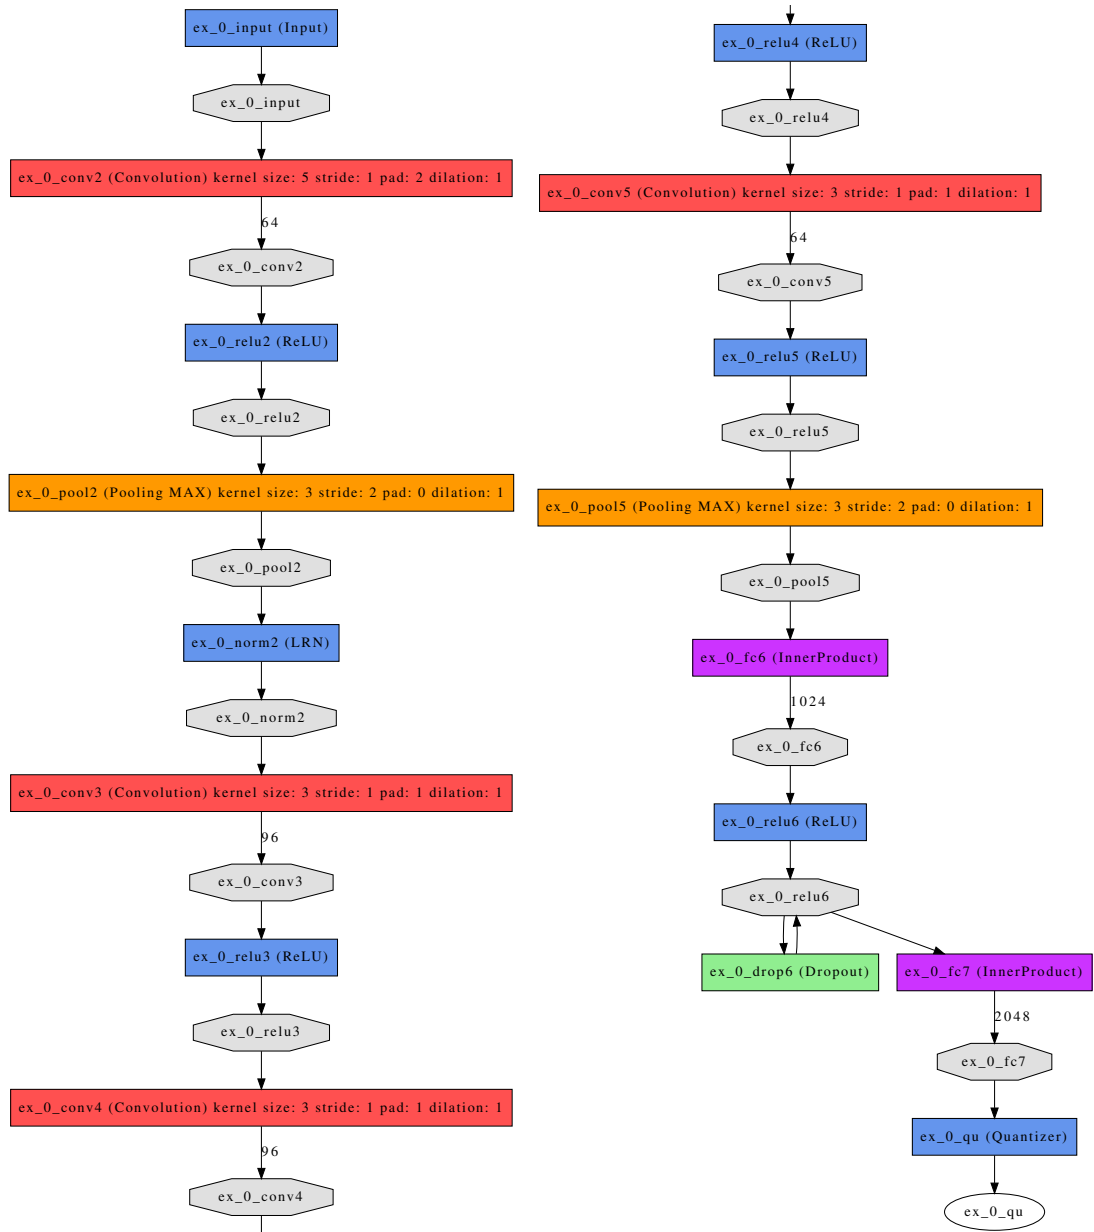 ex_0_input (Input)
ex_0_input
ex_0_conv2 (Convolution) kernel size: 5 stride: 1 pad: 2 dilation: 1
64
ex_0_conv2
ex_0_relu2 (ReLU)
ex_0_relu2
ex_0_pool2 (Pooling MAX) kernel size: 3 stride: 2 pad: 0 dilation: 1
ex_0_pool2
ex_0_norm2 (LRN)
ex_0_norm2
ex_0_conv3 (Convolution) kernel size: 3 stride: 1 pad: 1 dilation: 1
96
ex_0_conv3
ex_0_relu3 (ReLU)
ex_0_relu3
ex_0_conv4 (Convolution) kernel size: 3 stride: 1 pad: 1 dilation: 1
96
ex_0_conv4
ex_0_relu4 (ReLU)
ex_0_relu4
ex_0_conv5 (Convolution) kernel size: 3 stride: 1 pad: 1 dilation: 1
64
ex_0_conv5
ex_0_relu5 (ReLU)
ex_0_relu5
ex_0_pool5 (Pooling MAX) kernel size: 3 stride: 2 pad: 0 dilation: 1
ex_0_pool5
ex_0_fc6 (InnerProduct)
1024
ex_0_fc6
ex_0_relu6 (ReLU)
ex_0_relu6
ex_0_drop6 (Dropout)
ex_0_fc7 (InnerProduct)
2048
ex_0_fc7
ex_0_qu (Quantizer)
ex_0_qu